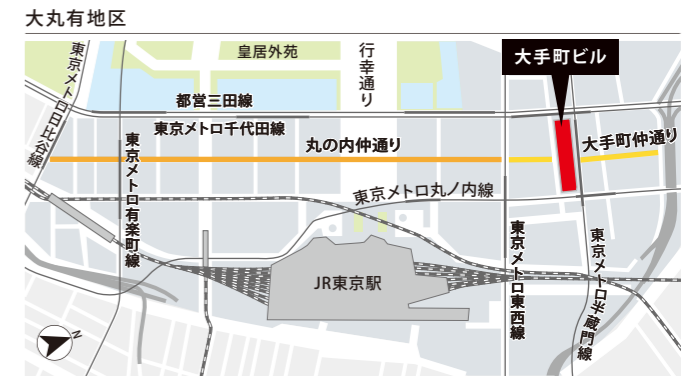 大丸有地区
皇居外苑
行幸通り
大手町ビル
東京メトロ日比谷線
都営三田線
東京メトロ千代田線
丸の内仲通り
大手町仲通り
東京メトロ有楽町線
東京メトロ丸ノ内線
東京メトロ東西線
東京メトロ半蔵門線
JR東京駅
N